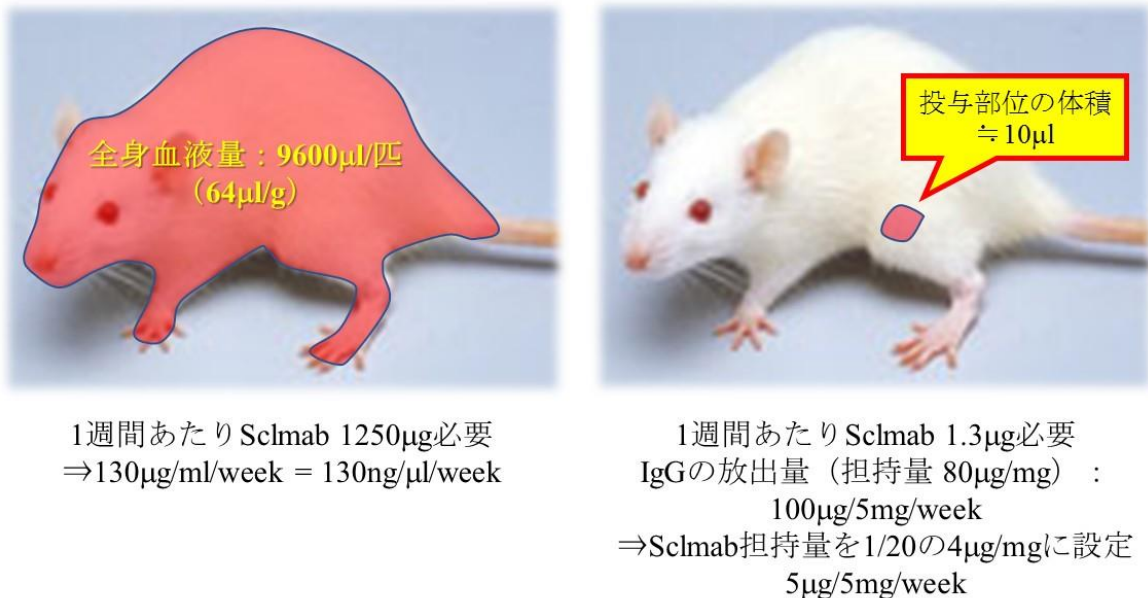 全身血液量：9600μl/匹
（64μl/g）
投与部位の体積
≒10μl
1週間あたりSclmab 1250μg必要
⇒130μg/ml/week = 130ng/μl/week
1週間あたりSclmab 1.3μg必要
IgGの放出量（担持量 80μg/mg）：
100μg/5mg/week
⇒Sclmab担持量を1/20の4μg/mgに設定
5μg/5mg/week